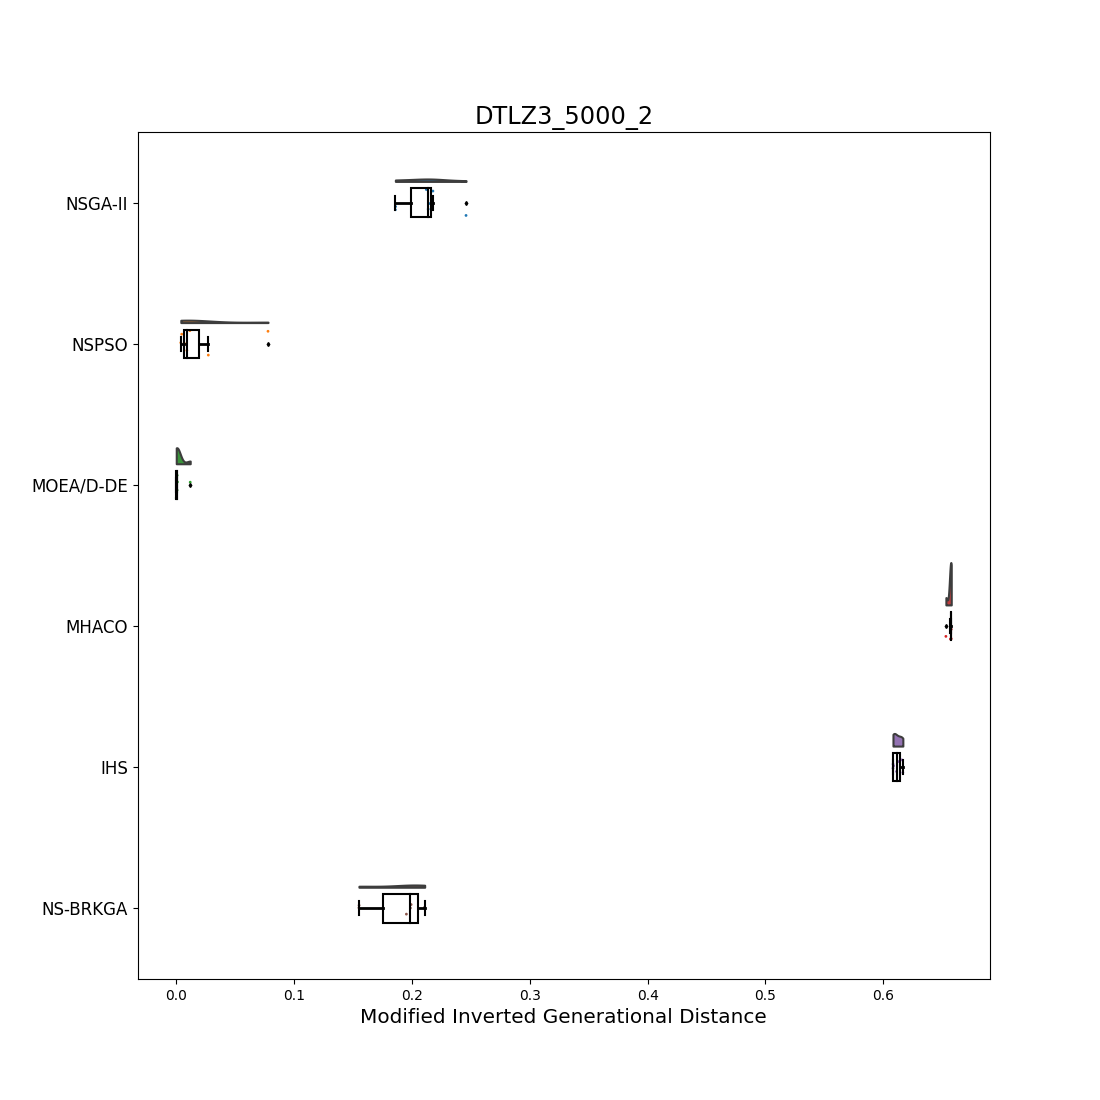 DTLZ3_5000_2
NSGA-II
NSPSO
MOEA/D-DE
MHACO
IHS
NS-BRKGA
0.0 0.1 0.2 0.3 0.4 0.5 0.6
Modified Inverted Generational Distance